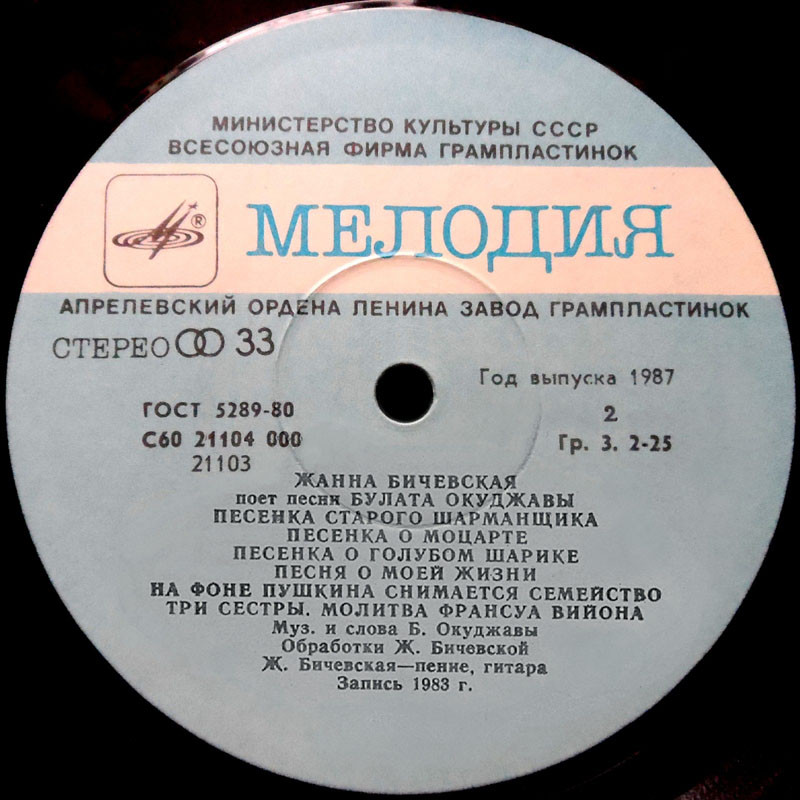 МИНИСТЕРСТВО КУЛЬТУРЫ СССР
ВСЕСОЮЗНАЯ ФИРМА ГРАМПЛАСТИНОК
®
МЕЛОДИЯ
АПРЕЛЕВСКИЙ ОРДЕНА ЛЕНИНА ЗАВОД ГРАМПЛАСТИНОК
СТЕРЕО 33
Год выпуска 1987
ГОСТ 5289-80
2
С60 21104 000
Гр. 3. 2-25
21103
ЖАННА БИЧЕВСКАЯ
поет песни БУЛАТА ОКУДЖАВЫ
ПЕСЕНКА СТАРОГО ШАРМАНЩИКА
ПЕСЕНКА О МОЦАРТЕ
ПЕСЕНКА О ГОЛУБОМ ШАРИКЕ
ПЕСНЯ О МОЕЙ ЖИЗНИ
НА ФОНЕ ПУШКИНА СНИМАЕТСЯ СЕМЕЙСТВО
ТРИ СЕСТРЫ. МОЛИТВА ФРАНСУА ВИЙОНА
Муз. и слова Б. Окуджавы
Обработки Ж. Бичевской
Ж. Бичевская—пение, гитара
Запись 1983 г.